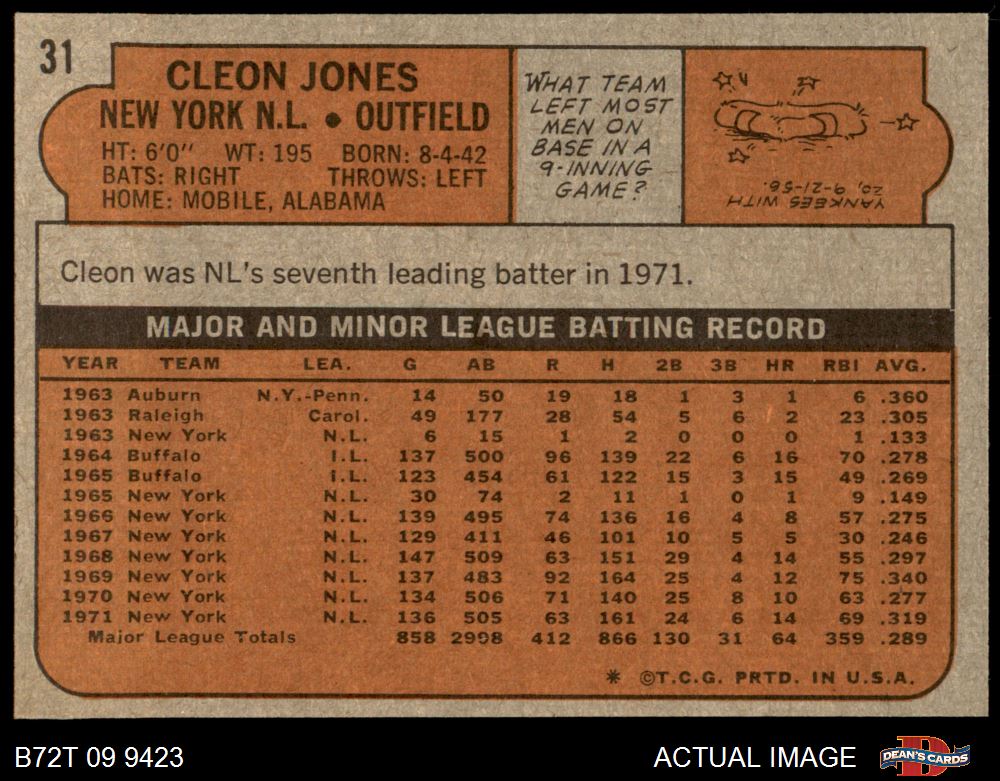 31
CLEON JONES
NEW YORK N.L. • OUTFIELD
HT: 6'0" WT: 195 BORN: 8-4-42
BATS: RIGHT THROWS: LEFT
HOME: MOBILE, ALABAMA
WHAT TEAM
LEFT MOST
MEN ON
BASE IN A
9-INNING
GAME?
YANKEES WITH
20, 9-21-56.
Cleon was NL's seventh leading batter in 1971.
MAJOR AND MINOR LEAGUE BATTING RECORD
YEAR TEAM LEA. G AB R H 2B 3B HR RBI AVG.
1963 Auburn N.Y.-Penn. 14 50 19 18 1 3 1 6 .360
1963 Raleigh Carol. 49 177 28 54 5 6 2 23 .305
1963 New York N.L. 6 15 1 2 0 0 0 1 .133
1964 Buffalo I.L. 137 500 96 139 22 6 16 70 .278
1965 Buffalo I.L. 123 454 61 122 15 3 15 49 .269
1965 New York N.L. 30 74 2 11 1 0 1 9 .149
1966 New York N.L. 139 495 74 136 16 4 8 57 .275
1967 New York N.L. 129 411 46 101 10 5 5 30 .246
1968 New York N.L. 147 509 63 151 29 4 14 55 .297
1969 New York N.L. 137 483 92 164 25 4 12 75 .340
1970 New York N.L. 134 506 71 140 25 8 10 63 .277
1971 New York N.L. 136 505 63 161 24 6 14 69 .319
Major League Totals 858 2998 412 866 130 31 64 359 .289
* ©T.C.G. PRTD. IN U.S.A.
B72T 09 9423
ACTUAL IMAGE
DEAN'S CARDS